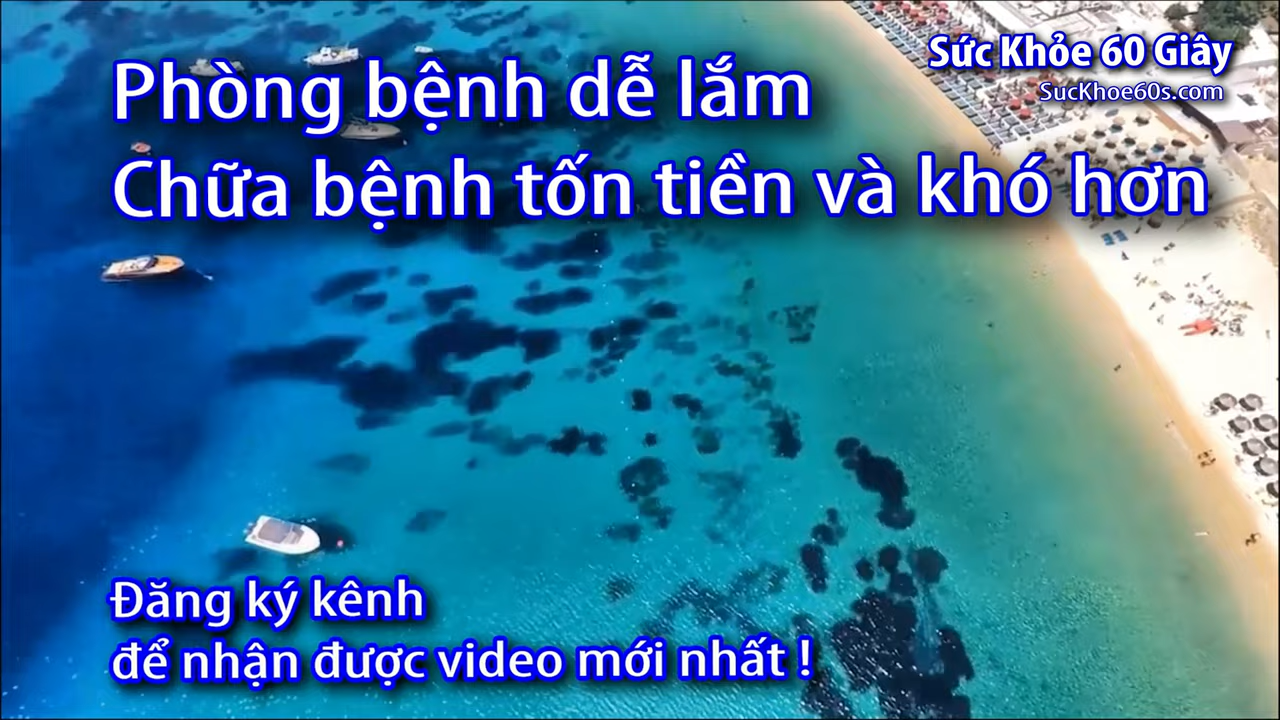 Sức Khỏe 60 Giây
SucKhoe60s.com
Phòng bệnh dễ lắm
Chữa bệnh tốn tiền và khó hơn
Đăng ký kênh
để nhận được video mới nhất !